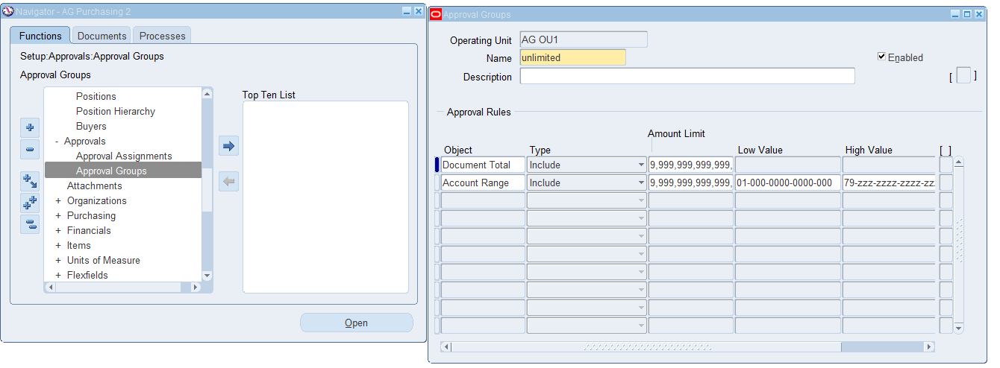 Navigator - AG Purchasing 2
Functions
Documents
Processes
Setup:Approvals:Approval Groups
Approval Groups
Positions
Position Hierarchy
Buyers
- Approvals
Approval Assignments
Approval Groups
Attachments
+ Organizations
+ Purchasing
+ Financials
+ Items
+ Units of Measure
+ Flexfields
Top Ten List
Open
Approval Groups
Operating Unit AG OU1
Name unlimited
Enabled
Description
[ ]
Approval Rules
Amount Limit
Object Type Low Value High Value [ ]
Document Total Include 9,999,999,999,999,
Account Range Include 9,999,999,999,999, 01-000-0000-0000-000 79-zzz-zzzz-zzzz-zz